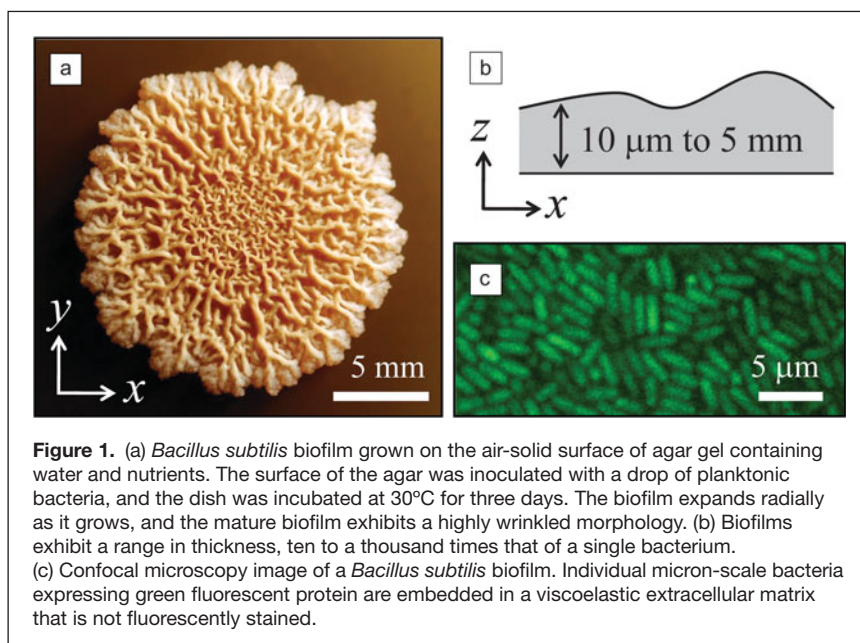 a
y
x
5 mm
b
z
10 μm to 5 mm
x
c
5 μm
Figure 1. (a) Bacillus subtilis biofilm grown on the air-solid surface of agar gel containing
water and nutrients. The surface of the agar was inoculated with a drop of planktonic
bacteria, and the dish was incubated at 30ºC for three days. The biofilm expands radially
as it grows, and the mature biofilm exhibits a highly wrinkled morphology. (b) Biofilms
exhibit a range in thickness, ten to a thousand times that of a single bacterium.
(c) Confocal microscopy image of a Bacillus subtilis biofilm. Individual micron-scale bacteria
expressing green fluorescent protein are embedded in a viscoelastic extracellular matrix
that is not fluorescently stained.